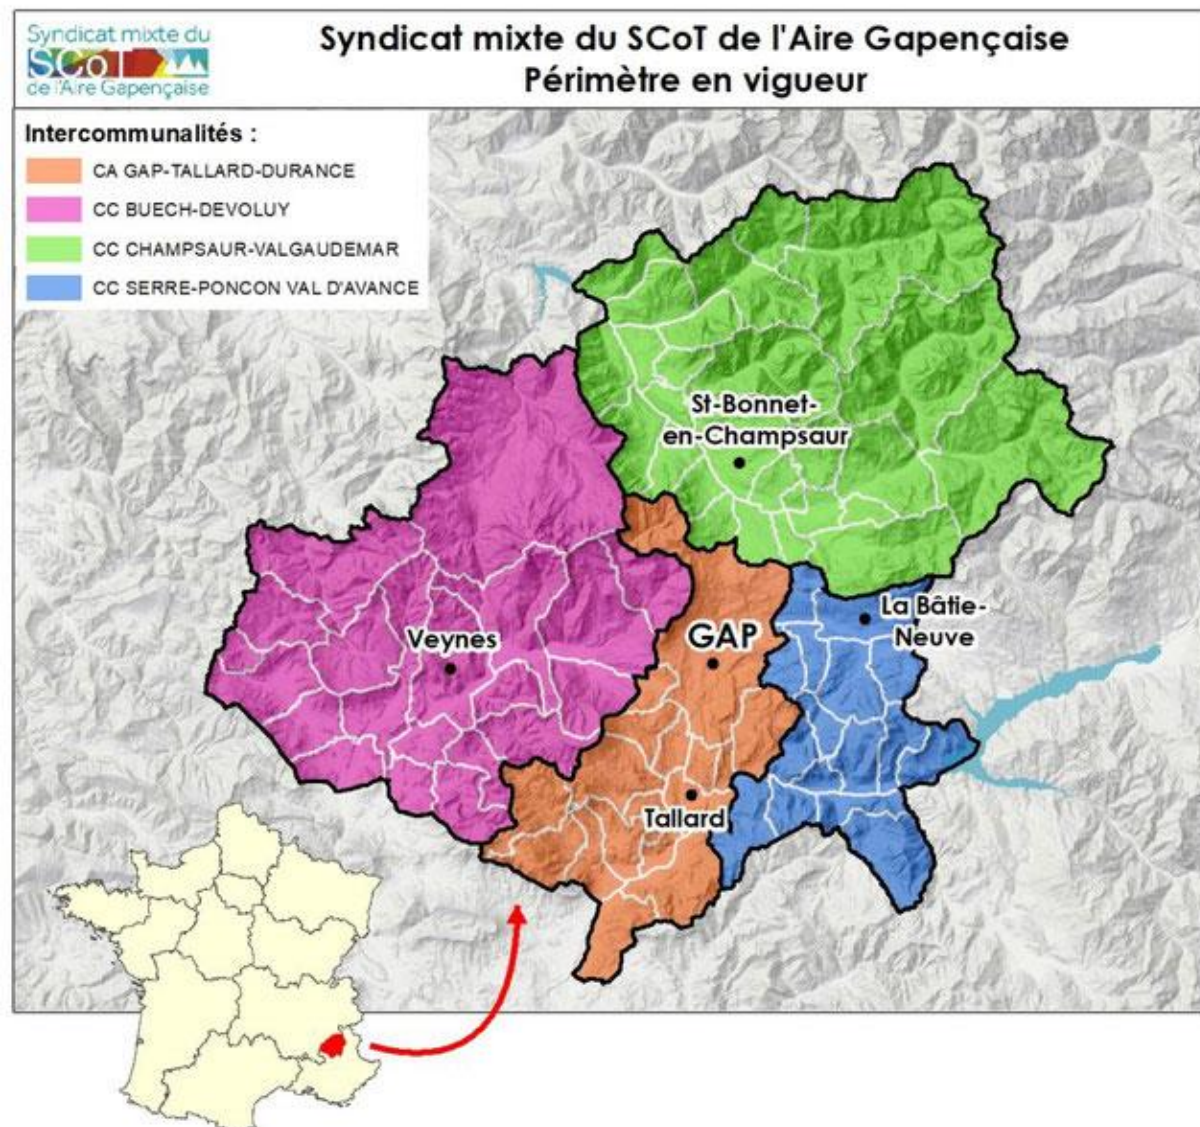 Syndicat mixte du
SCoT
de l'Aire Gapençaise
Syndicat mixte du SCoT de l'Aire Gapençaise
Périmètre en vigueur
Intercommunalités :
CA GAP-TALLARD-DURANCE
CC BUECH-DEVOLUY
CC CHAMPSAUR-VALGAUDEMAR
CC SERRE-PONCON VAL D'AVANCE
St-Bonnet-
en-Champsaur
La Bâtie-
Neuve
GAP
Veynes
Tallard